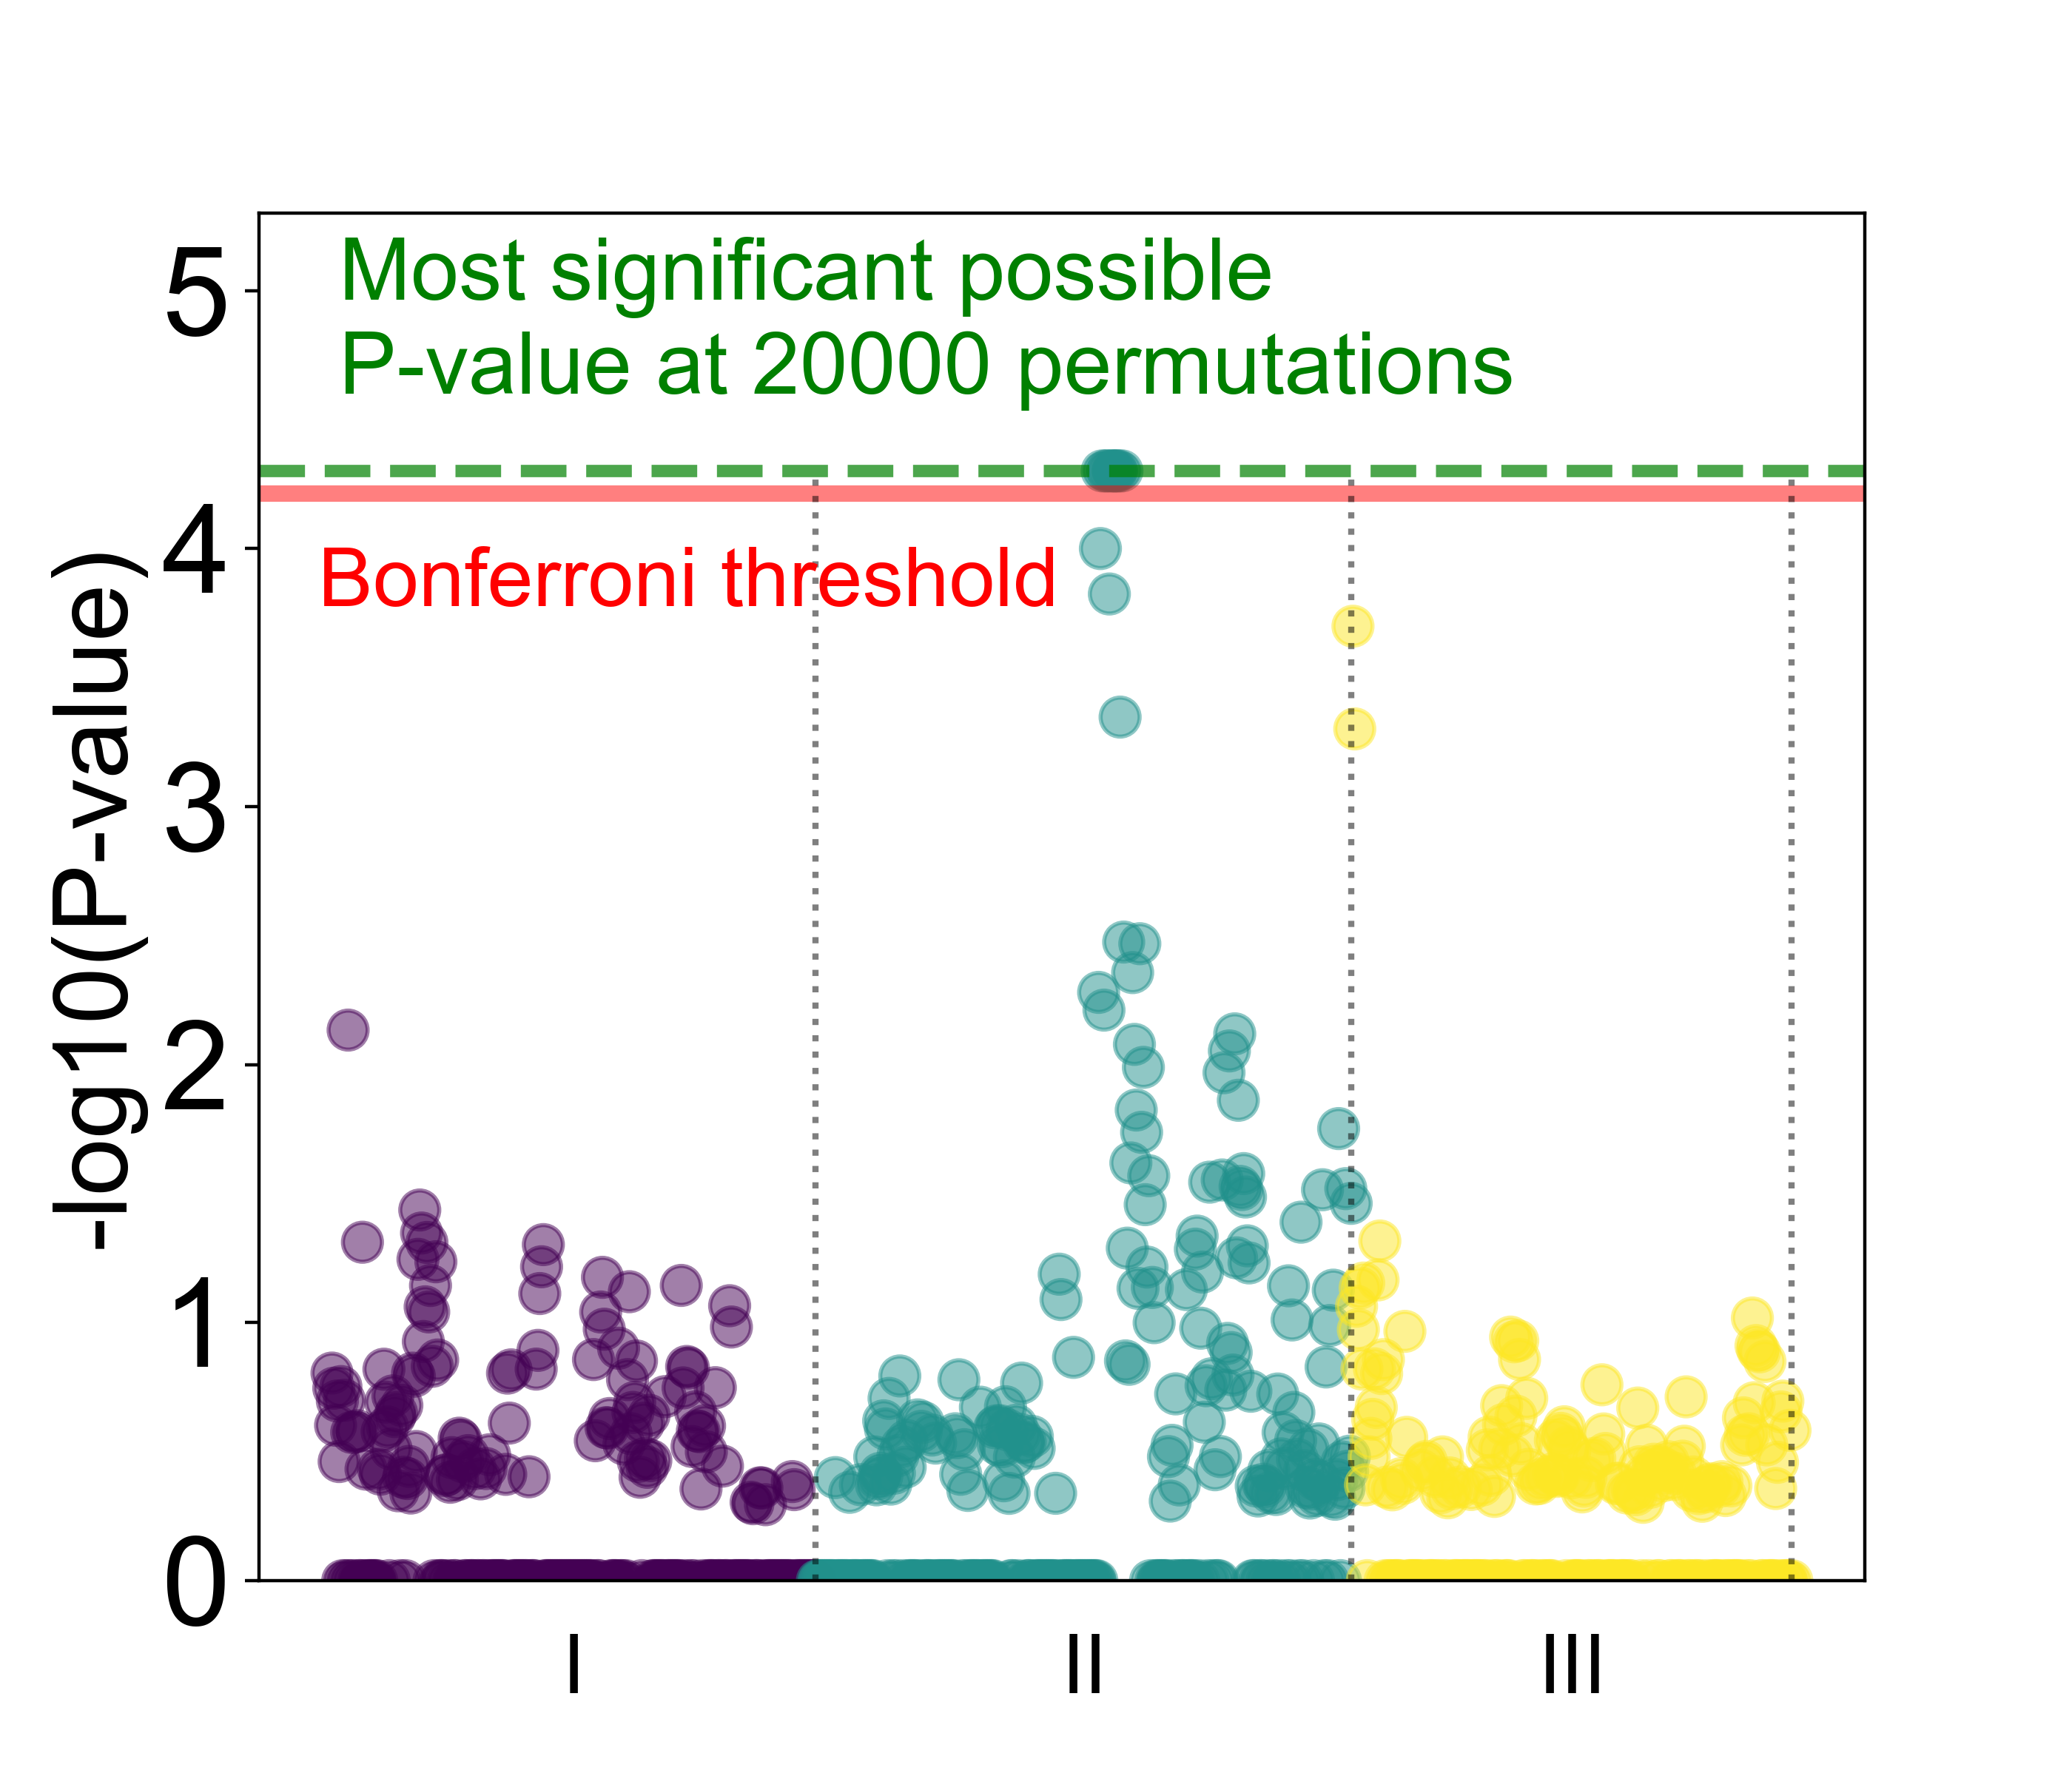 Most significant possible
P-value at 20000 permutations
Bonferroni threshold
-log10(P-value)
5
4
3
2
1
0
I
II
III